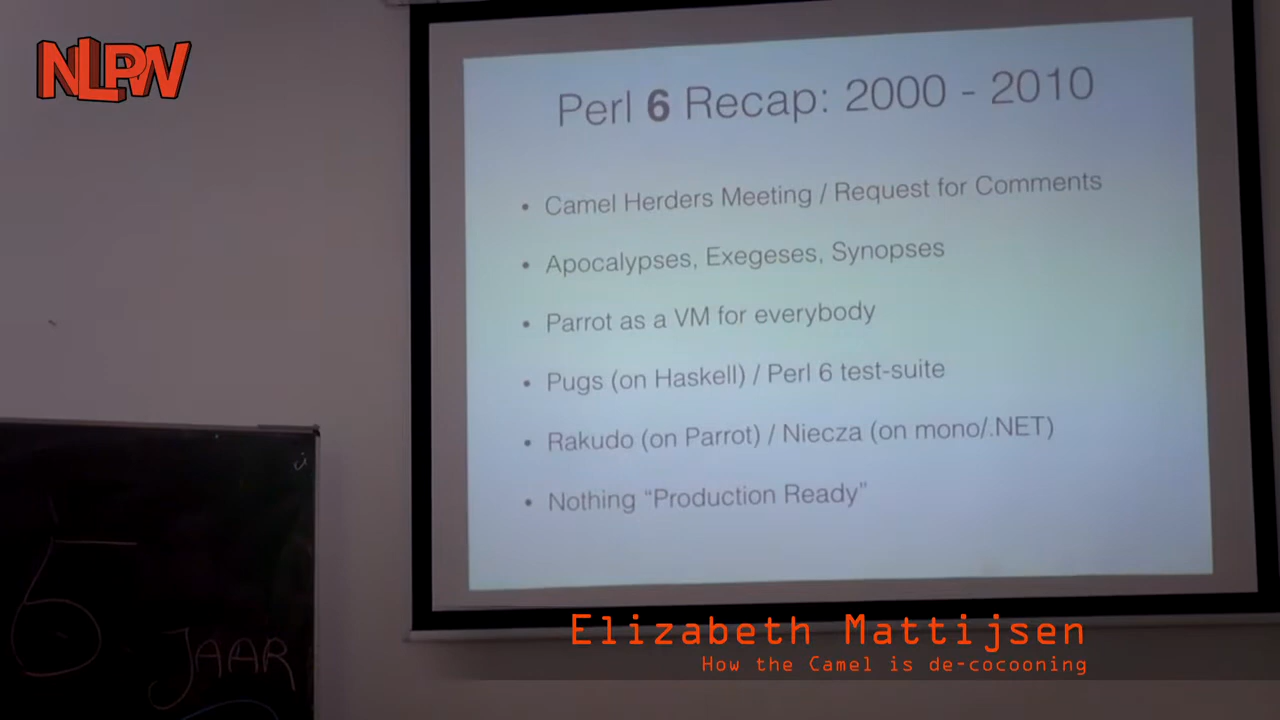 NLPW
Perl 6 Recap: 2000 - 2010
• Camel Herders Meeting / Request for Comments
• Apocalypses, Exegeses, Synopses
• Parrot as a VM for everybody
• Pugs (on Haskell) / Perl 6 test-suite
• Rakudo (on Parrot) / Niecza (on mono/.NET)
• Nothing “Production Ready”
5
JAAR
Elizabeth Mattijsen
How the Camel is de-cocooning